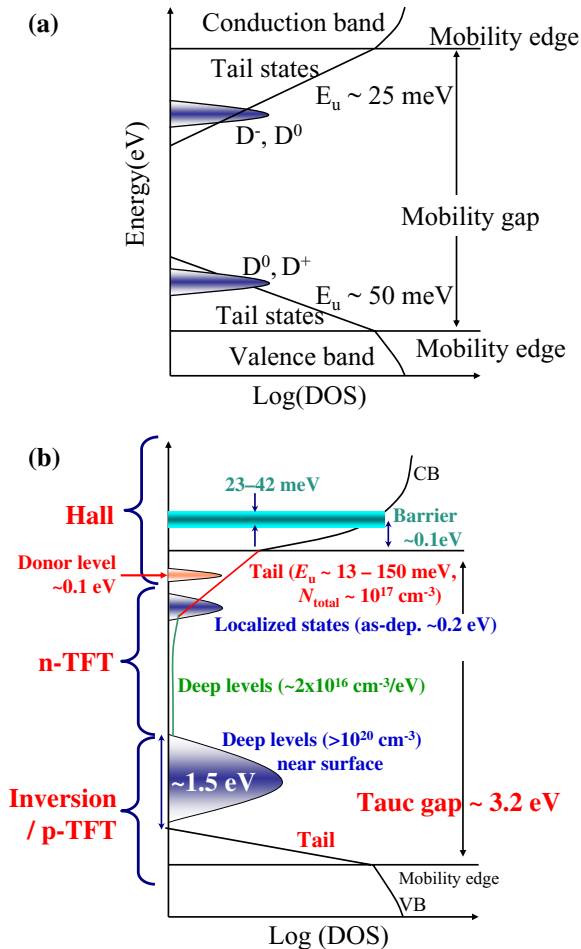 (a)
Conduction band
Mobility edge
Tail states
E_u ~ 25 meV
D⁻, D⁰
Energy(eV)
Mobility gap
D⁰, D⁺
E_u ~ 50 meV
Tail states
Mobility edge
Valence band
Log(DOS)
(b)
CB
23–42 meV
Hall
Barrier
~0.1eV
Donor level
~0.1 eV
Tail (E_u ~ 13 – 150 meV,
N_total ~ 10¹⁷ cm⁻³)
Localized states (as-dep. ~0.2 eV)
n-TFT
Deep levels (~2x10¹⁶ cm⁻³/eV)
Deep levels (>10²⁰ cm⁻³)
near surface
~1.5 eV
Inversion
/ p-TFT
Tauc gap ~ 3.2 eV
Tail
Mobility edge
VB
Log (DOS)